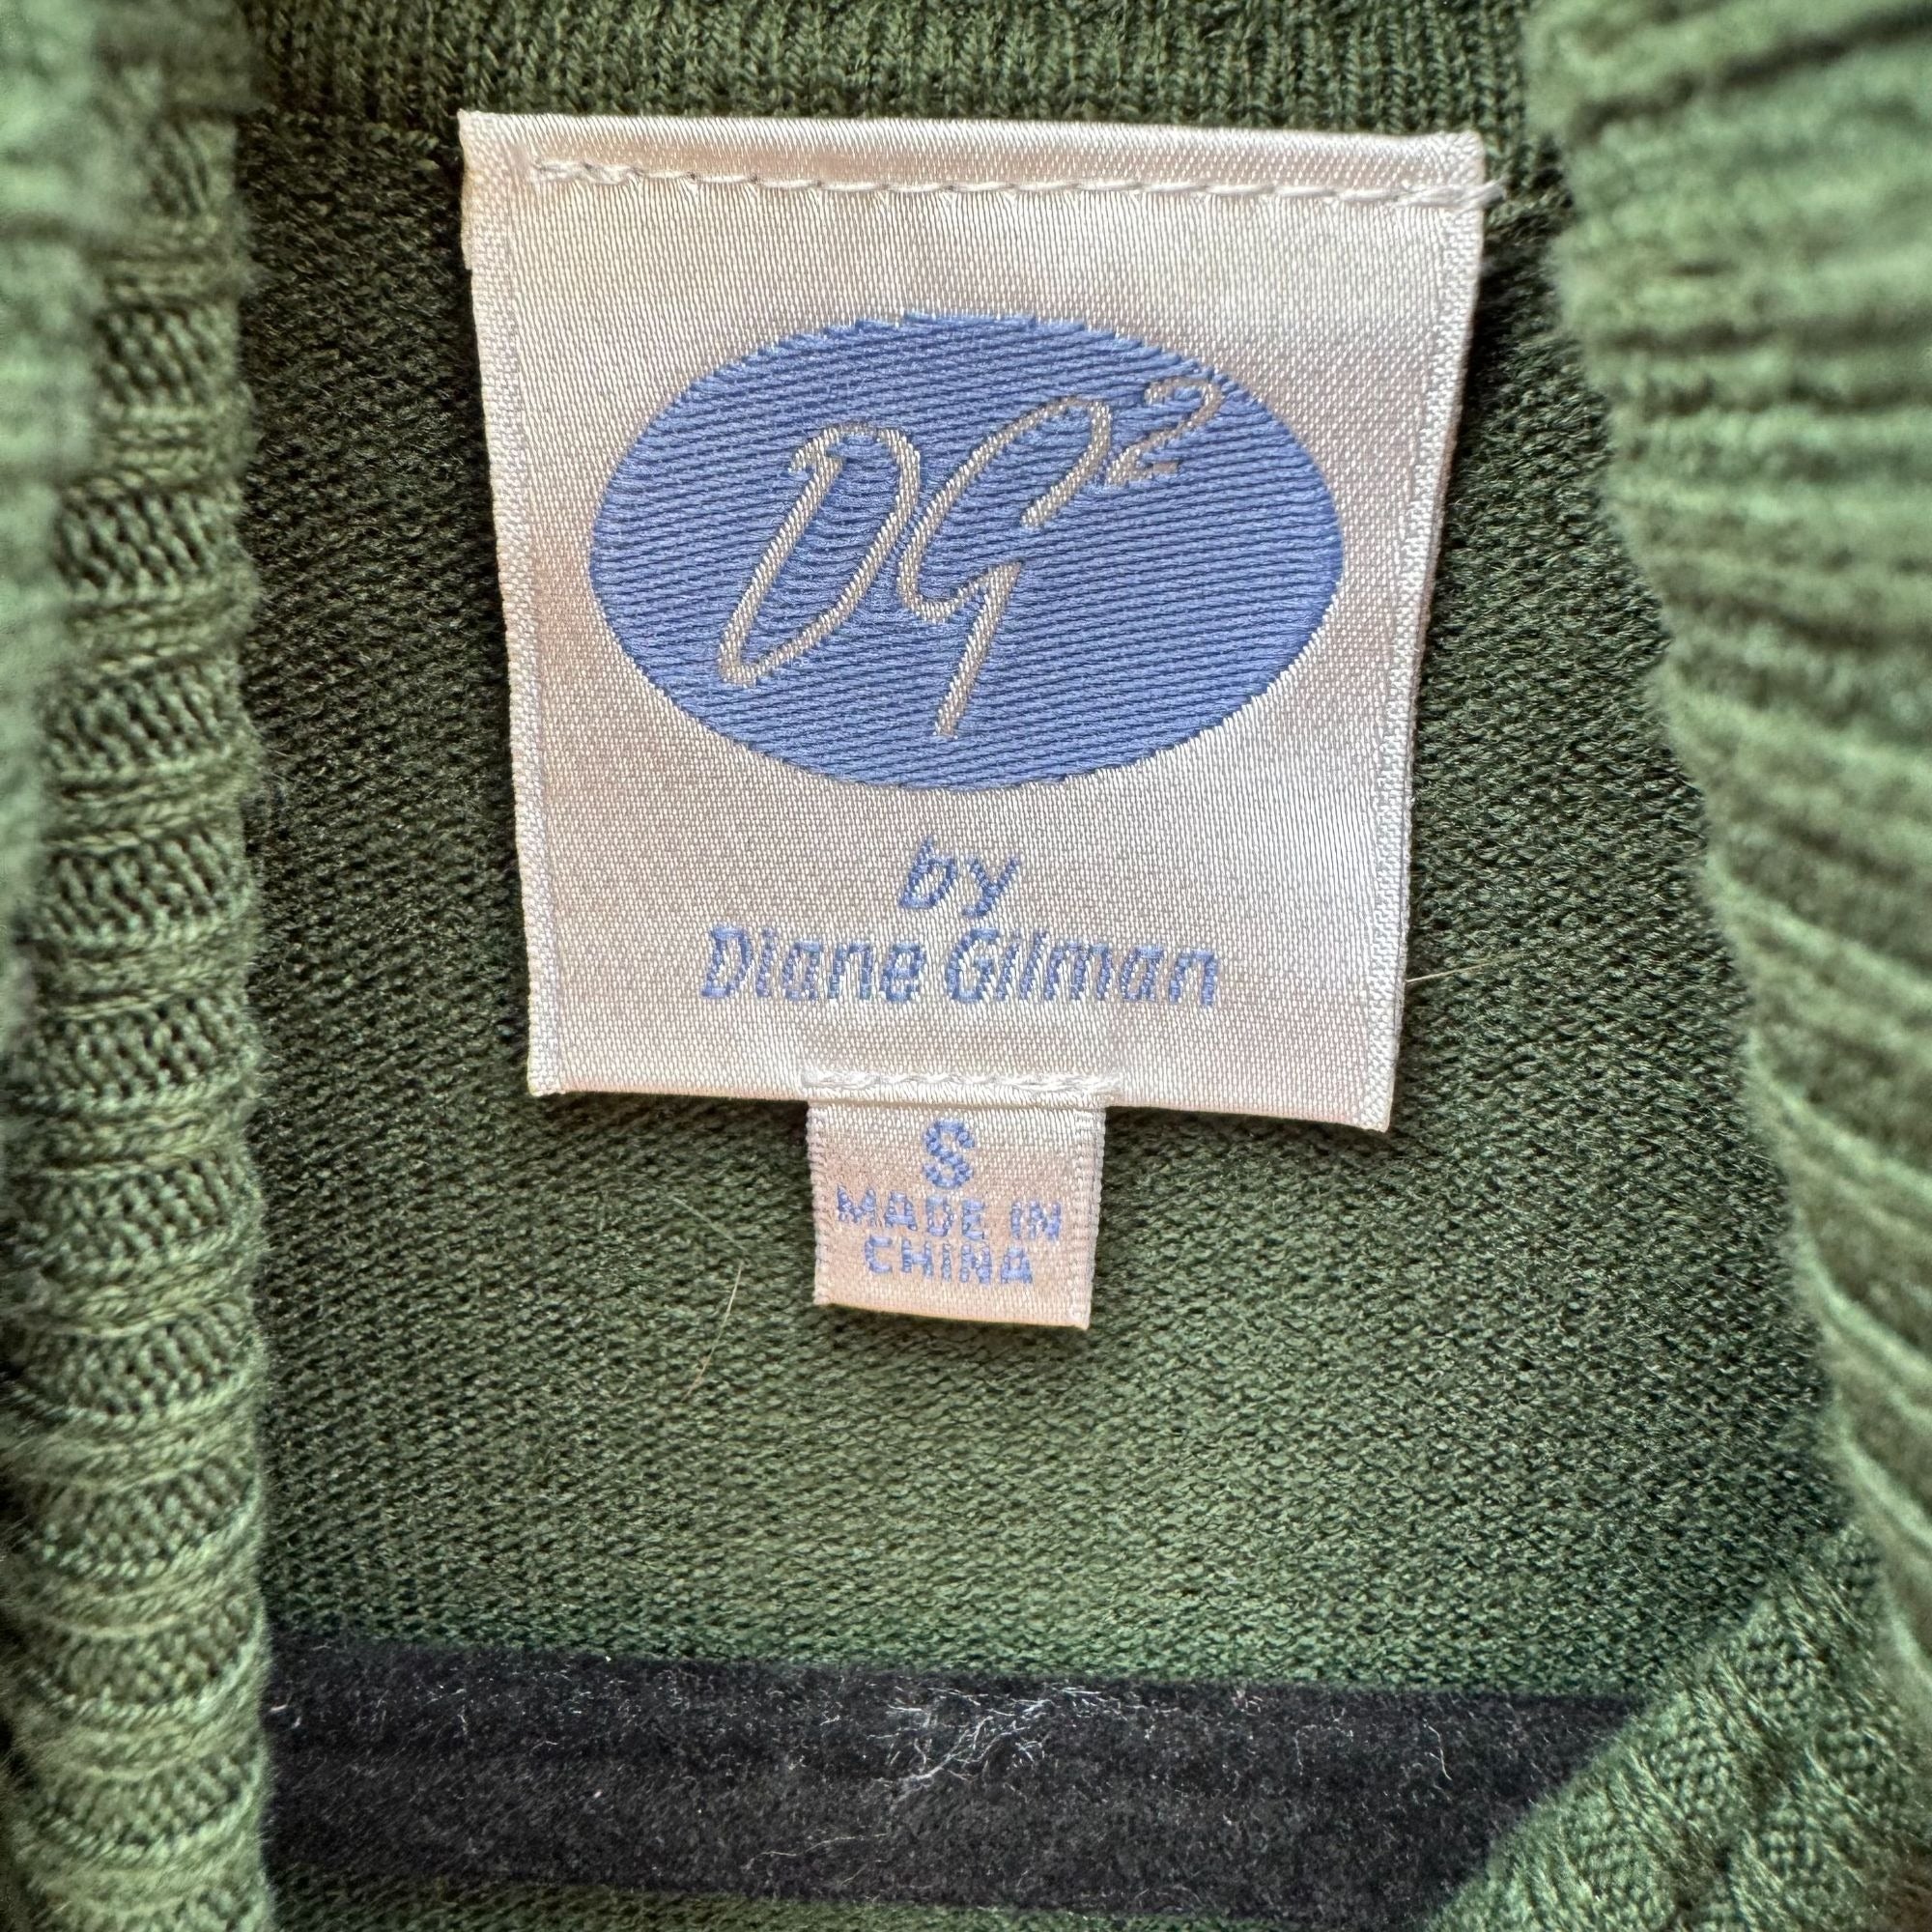 DG²
by
Diane Gilman
S
MADE IN
CHINA